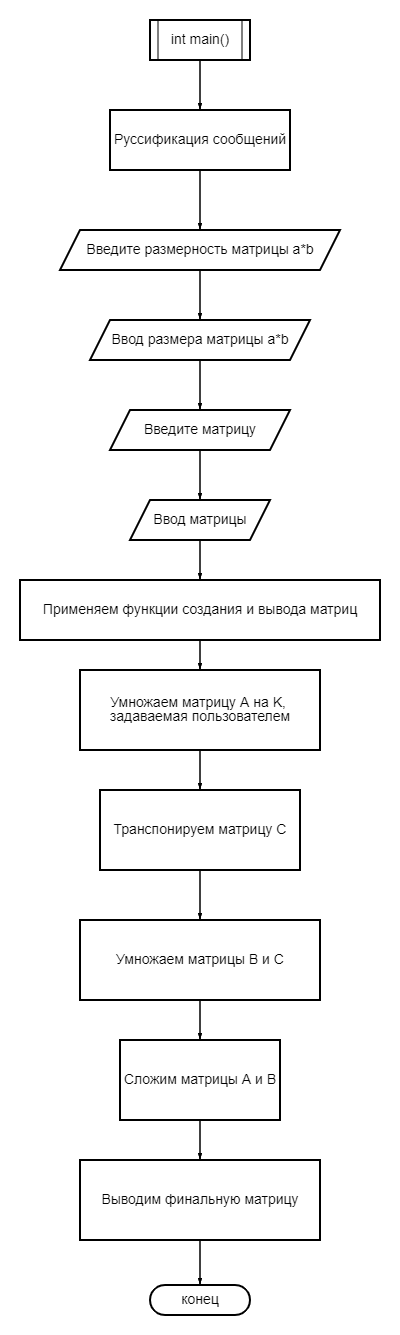 int main()
Руссификация сообщений
Введите размерность матрицы a*b
Ввод размера матрицы a*b
Введите матрицу
Ввод матрицы
Применяем функции создания и вывода матриц
Умножаем матрицу А на К,
задаваемая пользователем
Транспонируем матрицу С
Умножаем матрицы В и С
Сложим матрицы А и В
Выводим финальную матрицу
конец